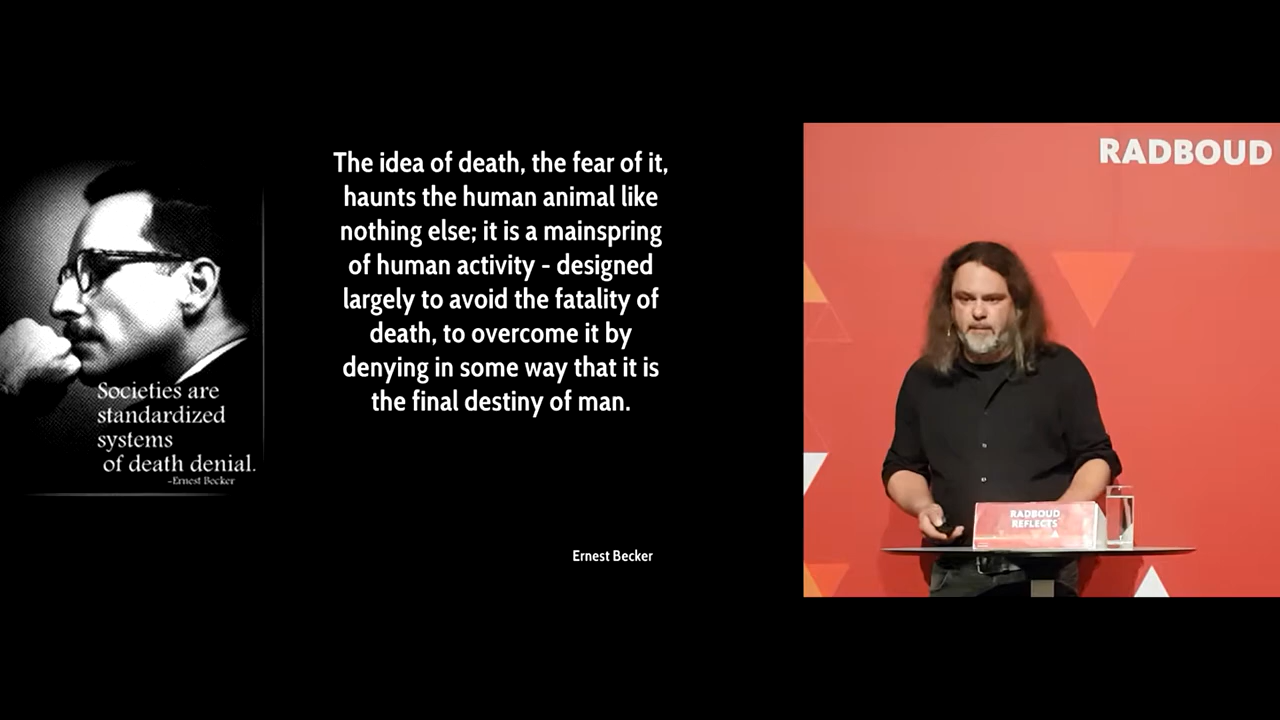 Societies are
standardized
systems
of death denial.
-Ernest Becker
The idea of death, the fear of it,
haunts the human animal like
nothing else; it is a mainspring
of human activity - designed
largely to avoid the fatality of
death, to overcome it by
denying in some way that it is
the final destiny of man.
Ernest Becker
RADBOUD
RADBOUD
REFLECTS